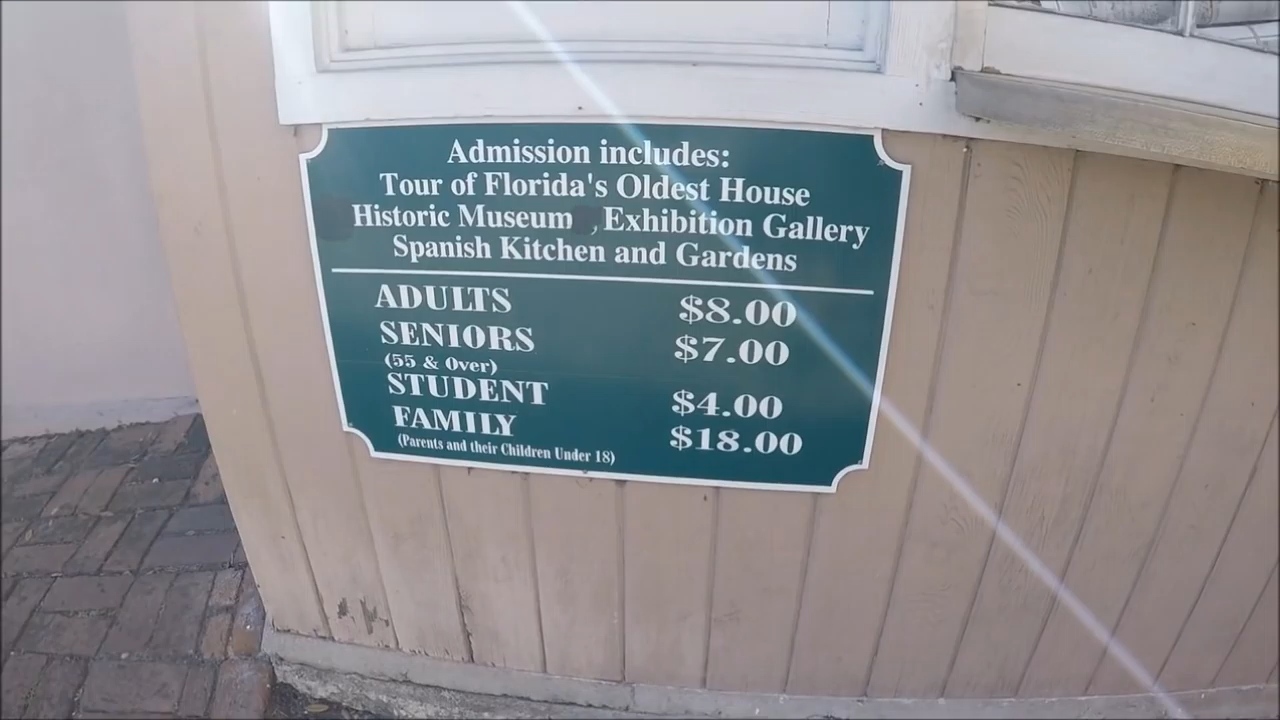 Admission includes:
Tour of Florida's Oldest House
Historic Museum , Exhibition Gallery
Spanish Kitchen and Gardens
ADULTS $8.00
SENIORS $7.00
(55 & Over)
STUDENT $4.00
FAMILY $18.00
(Parents and their Children Under 18)